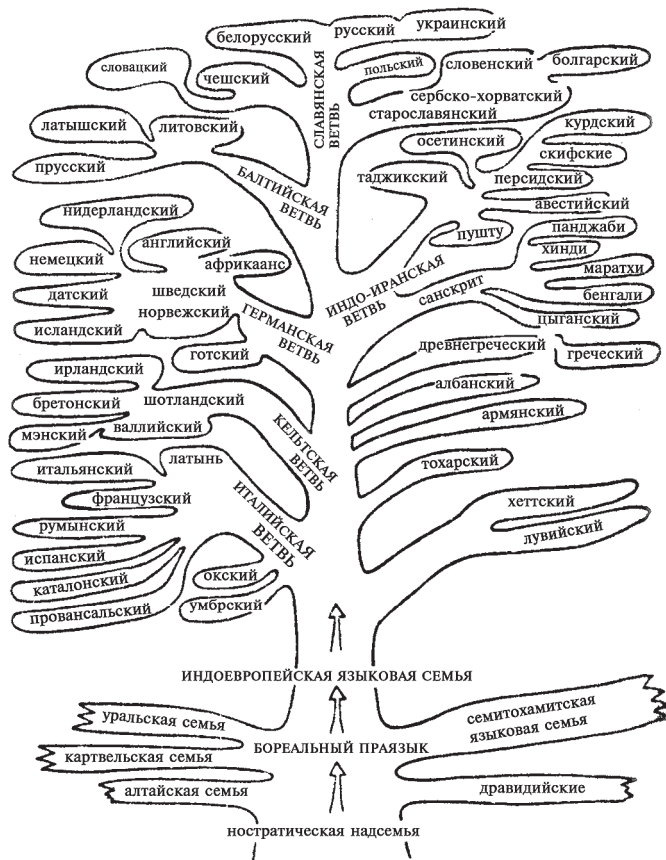 украинский
русский
белорусский
словацкий
чешский
СЛАВЯНСКАЯ
ВЕТВЬ
польский
словенский
болгарский
сербско-хорватский
старославянский
латышский
литовский
прусский
БАЛТИЙСКАЯ
ВЕТВЬ
осетинский
курдский
скифские
таджикский
персидский
авестийский
нидерландский
английский
немецкий
африкаанс
датский
шведский
норвежский
исландский
ГЕРМАНСКАЯ
ВЕТВЬ
готский
пушту
панджаби
хинди
маратхи
бенгали
цыганский
ИНДО-ИРАНСКАЯ
ВЕТВЬ
санскрит
древнегреческий
греческий
ирландский
бретонский
шотландский
мэнский
валлийский
КЕЛЬТСКАЯ
ВЕТВЬ
албанский
армянский
тохарский
итальянский
латынь
французский
румынский
испанский
каталонский
провансальский
ИТАЛИЙСКАЯ
ВЕТВЬ
окский
умбрский
хеттский
лувийский
ИНДОЕВРОПЕЙСКАЯ ЯЗЫКОВАЯ СЕМЬЯ
уральская семья
семитохамитская
языковая семья
БОРЕАЛЬНЫЙ ПРАЯЗЫК
картвельская семья
алтайская семья
дравидийские
ностратическая надсемья